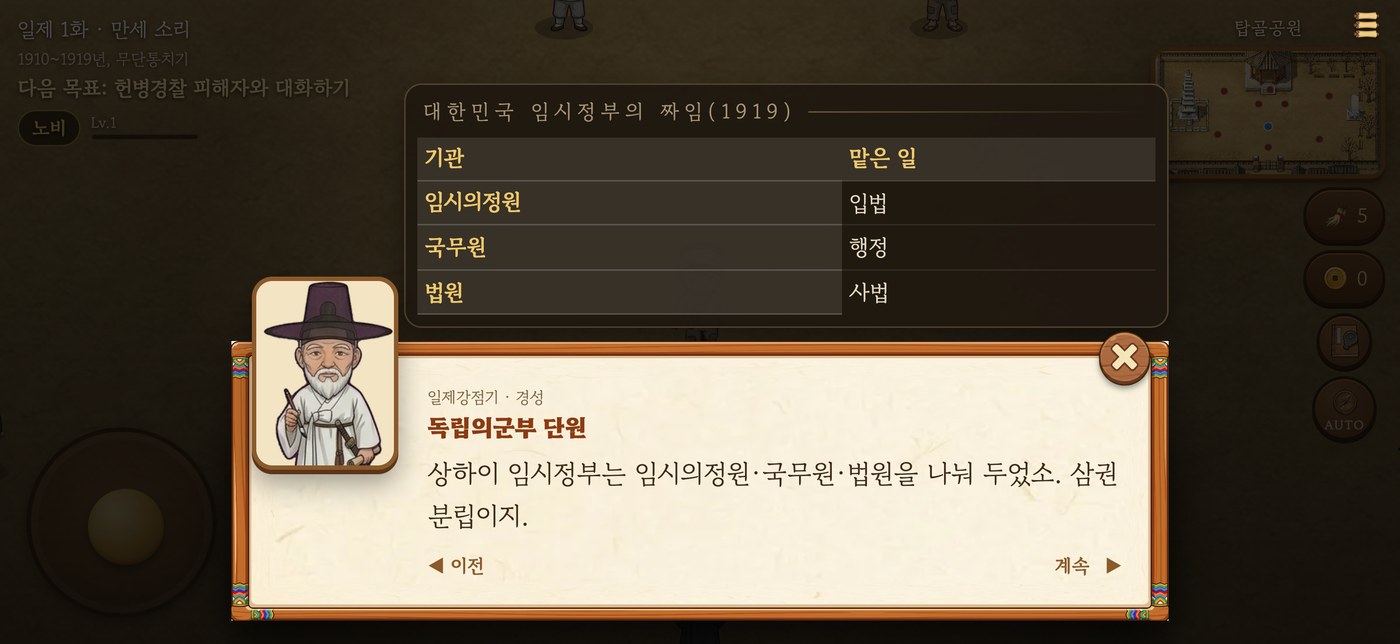 일제 1화 · 만세 소리
1910~1919년, 무단통치기
다음 목표: 헌병경찰 피해자와 대화하기
노비 Lv.1
탑골공원
5
0
AUTO
대한민국 임시정부의 짜임(1919)
기관 맡은 일
임시의정원 입법
국무원 행정
법원 사법
일제강점기 · 경성
독립의군부 단원
상하이 임시정부는 임시의정원·국무원·법원을 나눠 두었소. 삼권
분립이지.
◀ 이전 계속 ▶